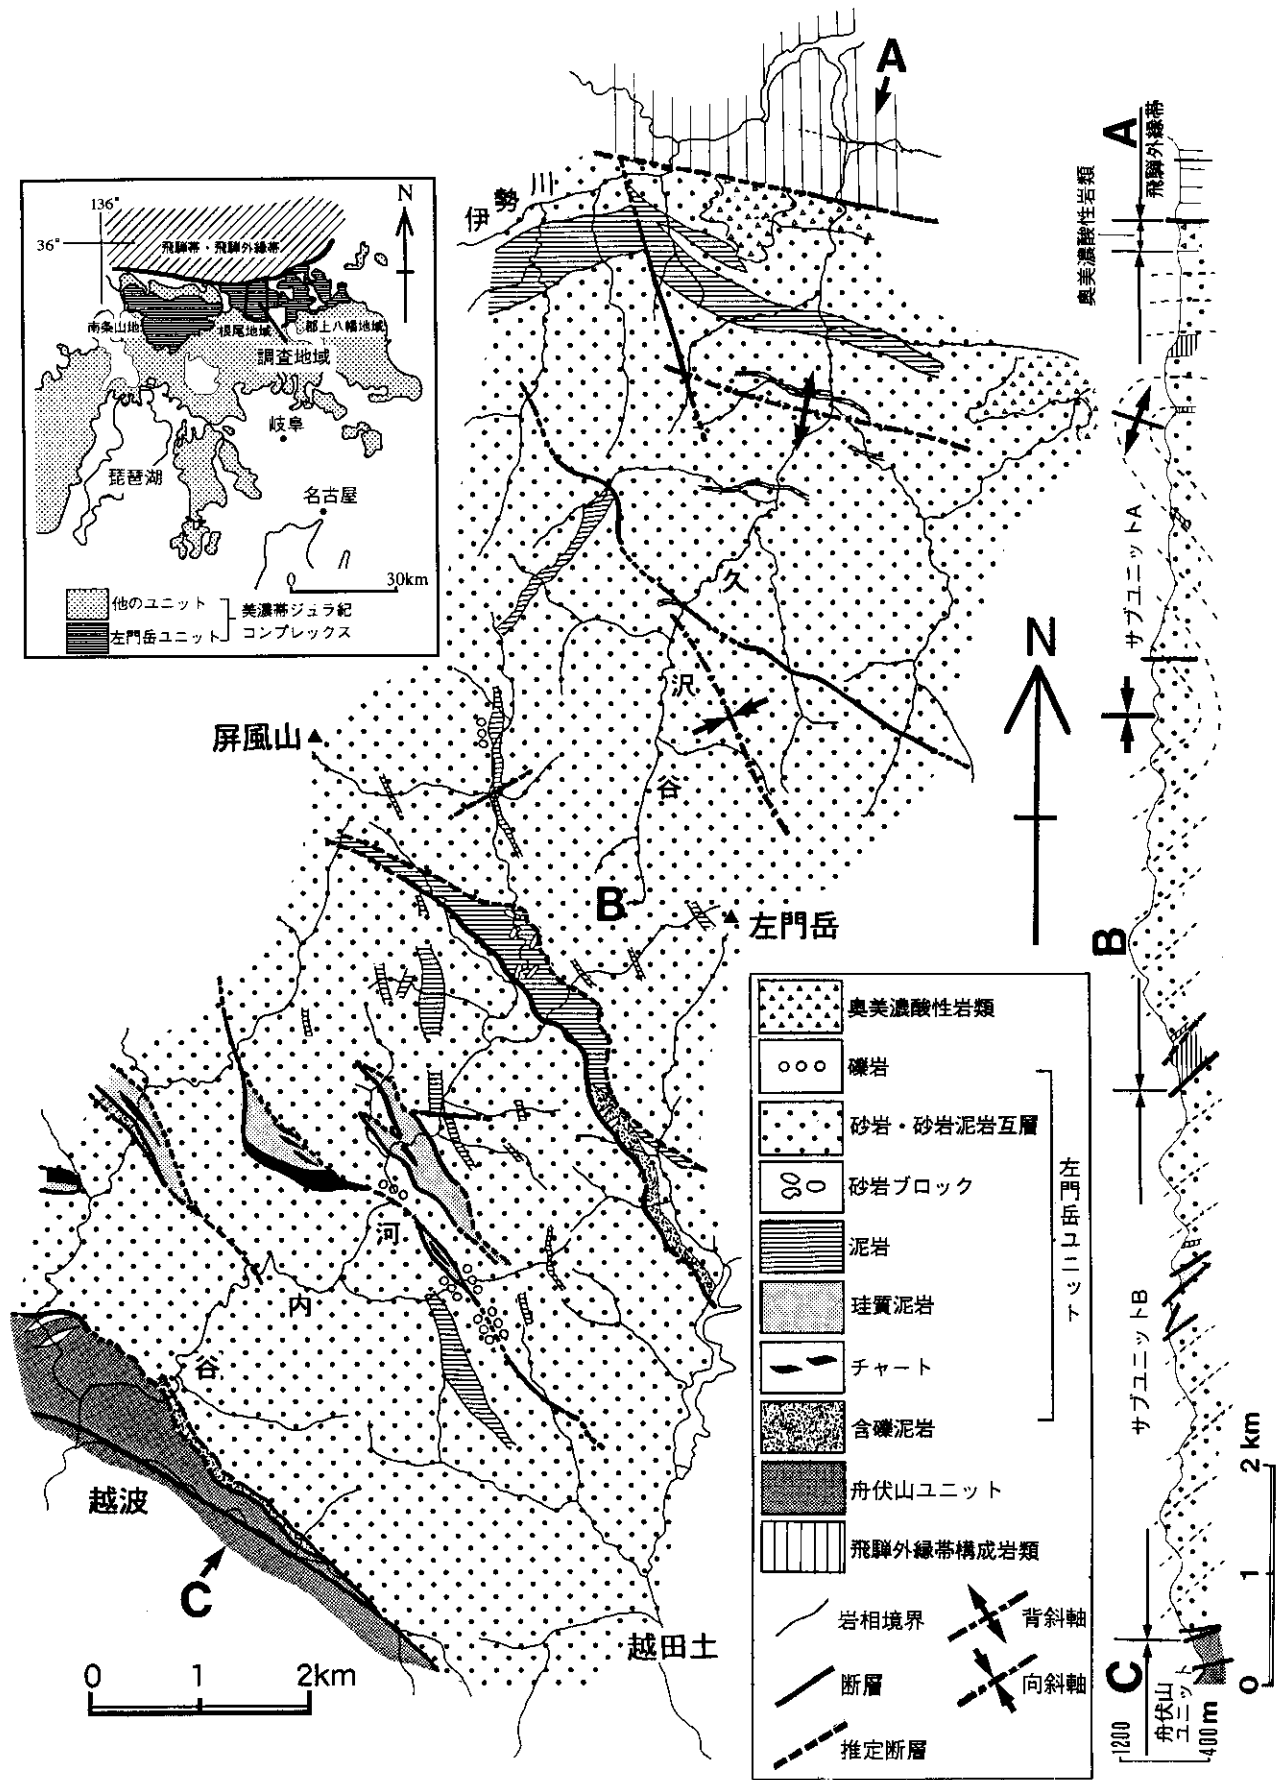 A
伊勢川
136°
N
36°
飛騨帯・飛騨外縁帯
南条山地
根尾地域
郡上八幡地域
調査地域
岐阜
琵琶湖
名古屋
0 30km
他のユニット
左門岳ユニット
美濃帯ジュラ紀
コンプレックス
久沢谷
屏風山
N
B
左門岳
河内谷
越波
C
越田土
0 1 2km
奥美濃酸性岩類
礫岩
砂岩・砂岩泥岩互層
砂岩ブロック
泥岩
珪質泥岩
チャート
含礫泥岩
左門岳ユニット
舟伏山ユニット
飛騨外縁帯構成岩類
岩相境界
背斜軸
断層
向斜軸
推定断層
A
飛騨外縁帯
奥美濃酸性岩類
サブユニットA
B
サブユニットB
C
舟伏山
ユニット
1200
400m
0 1 2 km